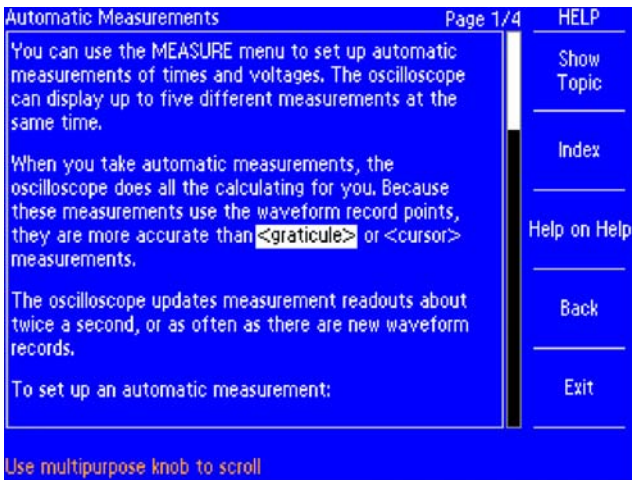 Automatic Measurements Page 1/4 HELP
You can use the MEASURE menu to set up automatic
measurements of times and voltages. The oscilloscope
can display up to five different measurements at the
same time.
When you take automatic measurements, the
oscilloscope does all the calculating for you. Because
these measurements use the waveform record points,
they are more accurate than <graticule> or <cursor>
measurements.
The oscilloscope updates measurement readouts about
twice a second, or as often as there are new waveform
records.
To set up an automatic measurement:
Show
Topic
Index
Help on Help
Back
Exit
Use multipurpose knob to scroll